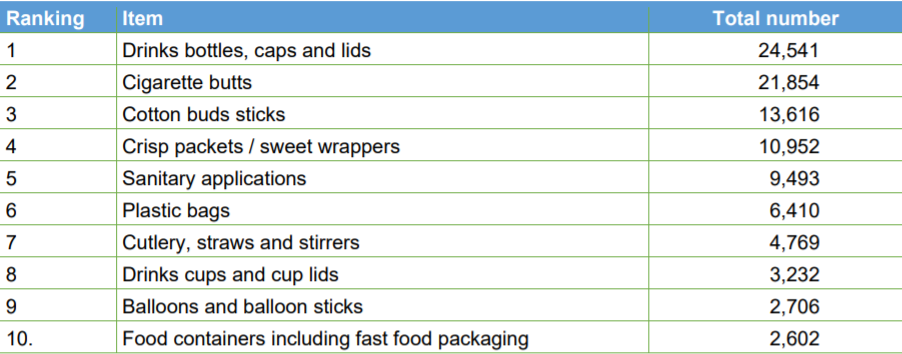 Ranking Item Total number
1 Drinks bottles, caps and lids 24,541
2 Cigarette butts 21,854
3 Cotton buds sticks 13,616
4 Crisp packets / sweet wrappers 10,952
5 Sanitary applications 9,493
6 Plastic bags 6,410
7 Cutlery, straws and stirrers 4,769
8 Drinks cups and cup lids 3,232
9 Balloons and balloon sticks 2,706
10. Food containers including fast food packaging 2,602